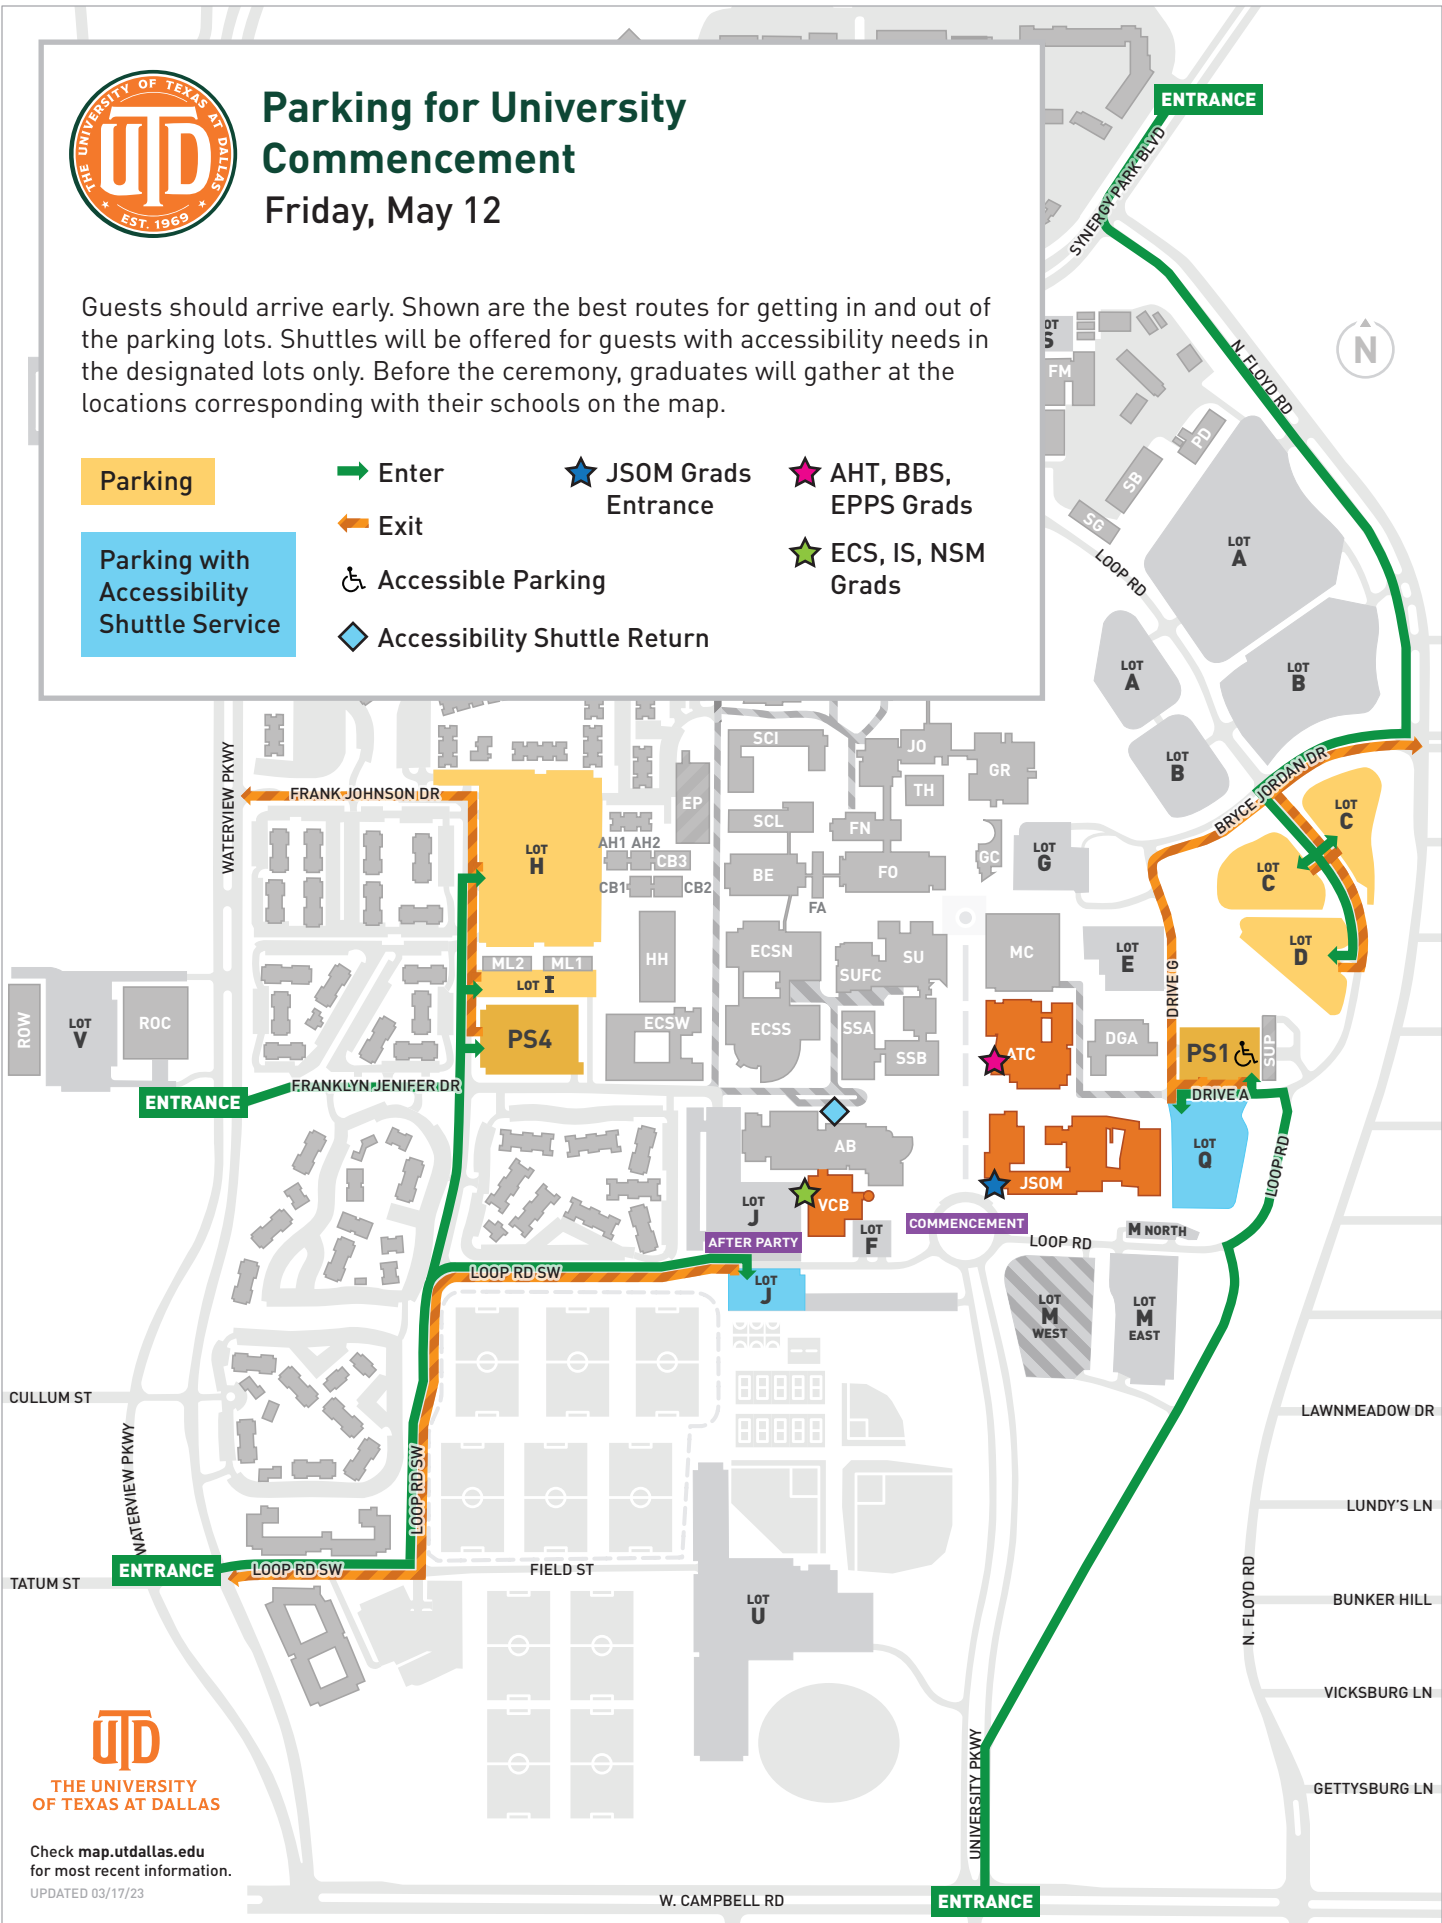 THE UNIVERSITY OF TEXAS AT DALLAS
UTD
EST. 1969
Parking for University
Commencement
Friday, May 12
Guests should arrive early. Shown are the best routes for getting in and out of
the parking lots. Shuttles will be offered for guests with accessibility needs in
the designated lots only. Before the ceremony, graduates will gather at the
locations corresponding with their schools on the map.
Parking
Parking with
Accessibility
Shuttle Service
Enter
Exit
Accessible Parking
Accessibility Shuttle Return
JSOM Grads
Entrance
AHT, BBS,
EPPS Grads
ECS, IS, NSM
Grads
ENTRANCE
SYNERGY PARK BLVD
N. FLOYD RD
N
OT
S
FM
PD
SB
SG
LOOP RD
LOT
A
LOT
A
LOT
B
LOT
B
BRYCE JORDAN DR
LOT
C
LOT
C
LOT
D
WATERVIEW PKWY
FRANK JOHNSON DR
LOT
H
EP
AH1 AH2
CB3
CB1
CB2
SCI
JO
GR
TH
SCL
FN
BE
FO
FA
GC
LOT
G
ML2
ML1
LOT I
PS4
HH
ECSW
ECSN
ECSS
SU
SUFC
SSA
SSB
MC
LOT
E
DRIVE G
ATC
DGA
PS1
SUP
DRIVE A
ROW
LOT
V
ROC
ENTRANCE
FRANKLYN JENIFER DR
AB
LOT
Q
LOOP RD
JSOM
VCB
LOT
J
AFTER PARTY
LOT
F
COMMENCEMENT
LOOP RD
M NORTH
LOOP RD SW
LOT
J
LOT
M
WEST
LOT
M
EAST
CULLUM ST
WATERVIEW PKWY
LOOP RD SW
LAWNMEADOW DR
LUNDY'S LN
ENTRANCE
LOOP RD SW
TATUM ST
FIELD ST
LOT
U
N. FLOYD RD
BUNKER HILL
VICKSBURG LN
GETTYSBURG LN
UNIVERSITY PKWY
UTD
THE UNIVERSITY
OF TEXAS AT DALLAS
Check map.utdallas.edu
for most recent information.
UPDATED 03/17/23
W. CAMPBELL RD
ENTRANCE